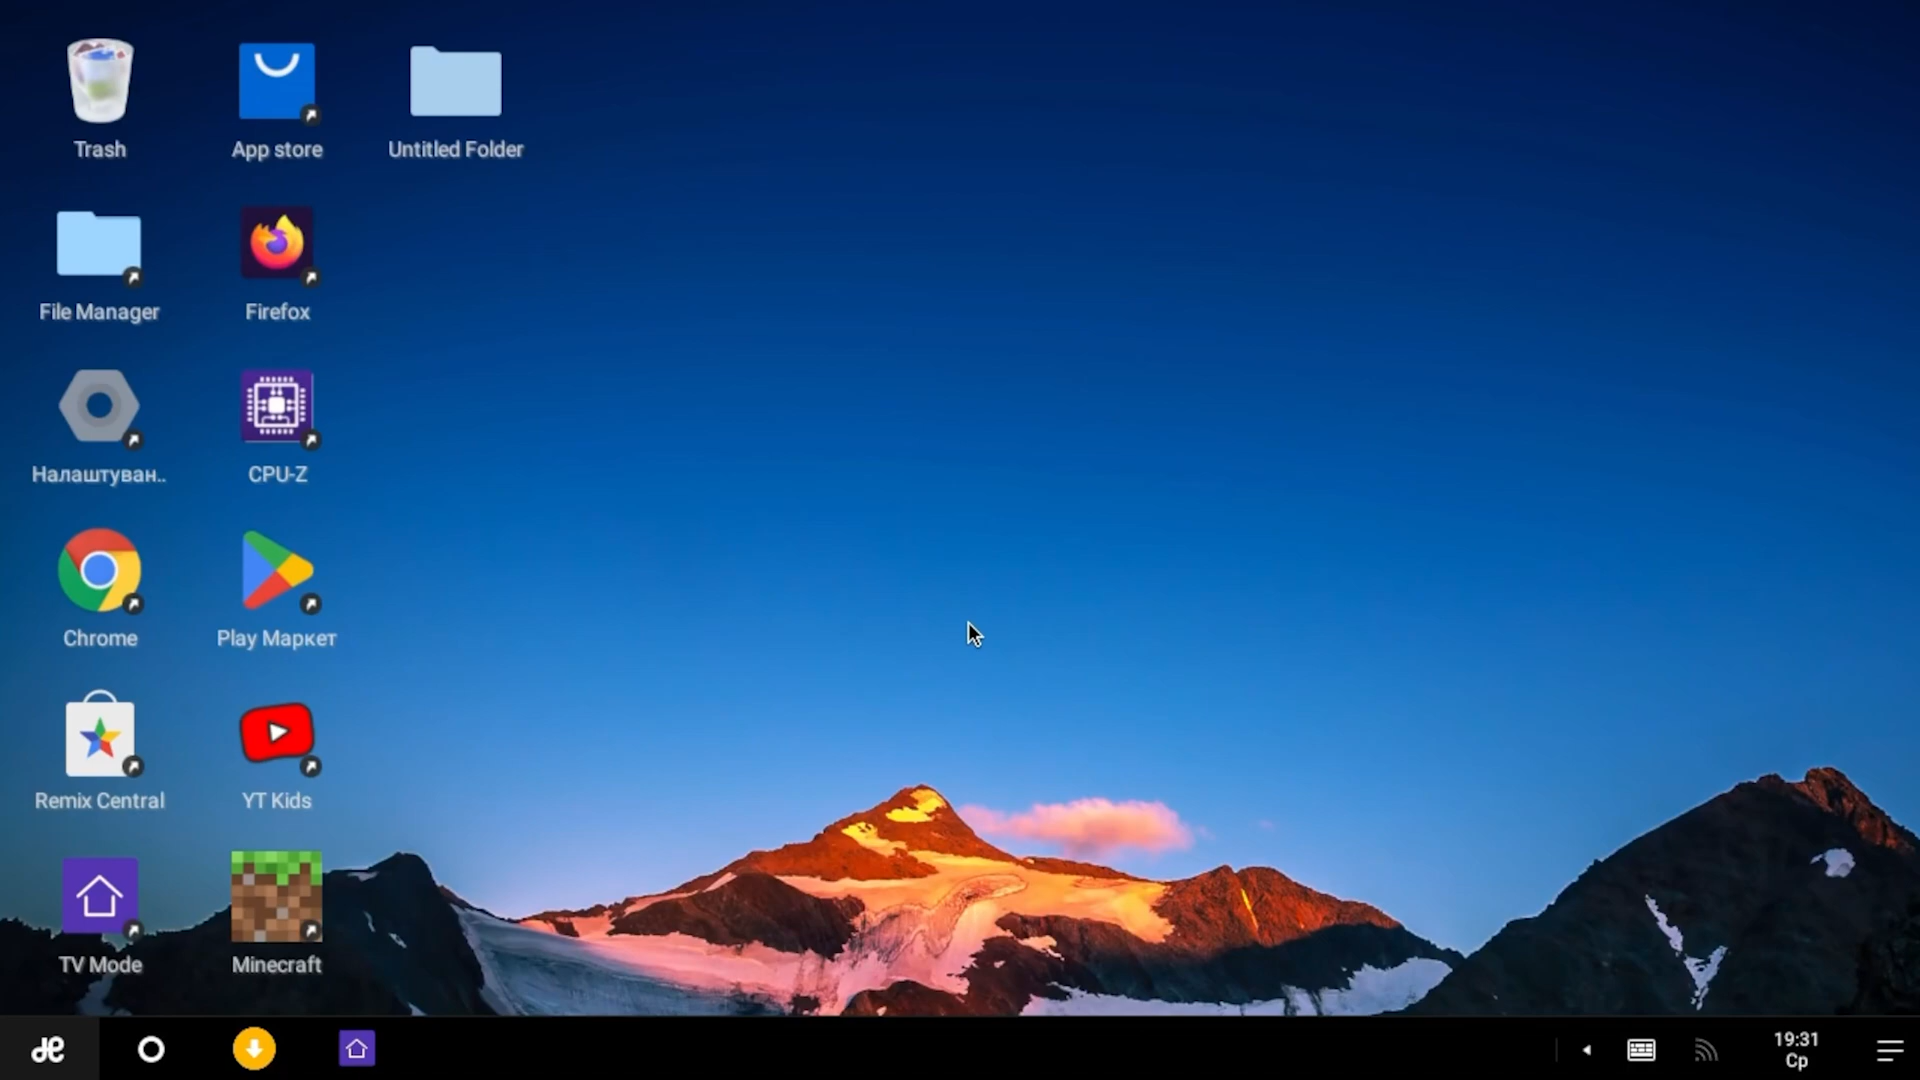 Trash
App store
Untitled Folder
File Manager
Firefox
Налаштуван..
CPU-Z
Chrome
Play Маркет
Remix Central
YT Kids
TV Mode
Minecraft
19:31
Ср